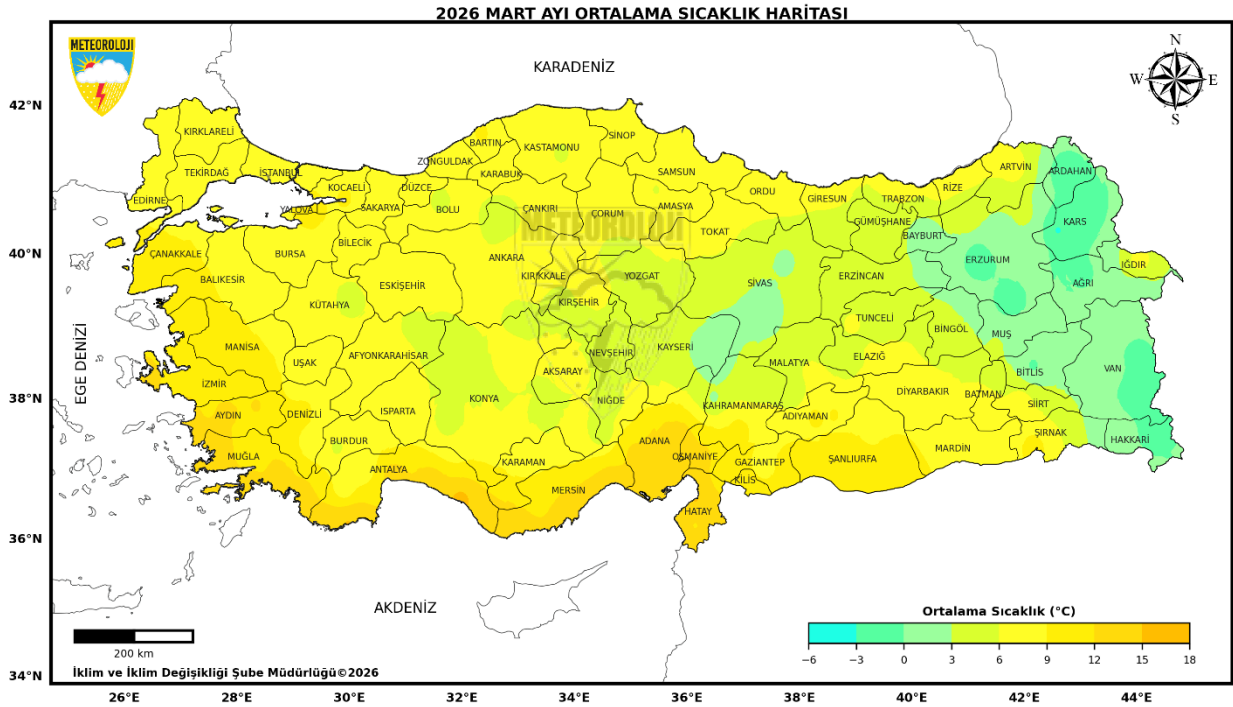 2026 MART AYI ORTALAMA SICAKLIK HARİTASI
METEOROLOJİ
KARADENİZ
N
W E
S
42°N
40°N
38°N
36°N
34°N
KIRKLARELİ
TEKİRDAĞ
İSTANBUL
EDİRNE
KOCAELİ
YALOVA
SAKARYA
DÜZCE
ZONGULDAK
BARTIN
KARABÜK
KASTAMONU
SİNOP
SAMSUN
ORDU
GİRESUN
TRABZON
RİZE
ARTVİN
ARDAHAN
BOLU
ÇANKIRI
ÇORUM
AMASYA
TOKAT
GÜMÜŞHANE
BAYBURT
KARS
METEOROLOJİ
ÇANAKKALE
BALIKESİR
BURSA
BİLECİK
ESKİŞEHİR
ANKARA
KIRIKKALE
YOZGAT
SİVAS
ERZİNCAN
ERZURUM
AĞRI
IĞDIR
KÜTAHYA
KIRŞEHİR
TUNCELİ
BİNGÖL
MUŞ
MANİSA
UŞAK
AFYONKARAHİSAR
NEVŞEHİR
KAYSERİ
MALATYA
ELAZIĞ
BİTLİS
VAN
EGE DENİZİ
İZMİR
AKSARAY
KONYA
NİĞDE
KAHRAMANMARAŞ
ADIYAMAN
DİYARBAKIR
BATMAN
SİİRT
AYDIN
DENİZLİ
ISPARTA
BURDUR
ADANA
OSMANİYE
GAZİANTEP
ŞANLIURFA
MARDİN
ŞIRNAK
HAKKARİ
MUĞLA
ANTALYA
KARAMAN
MERSİN
KİLİS
HATAY
AKDENİZ
Ortalama Sıcaklık (°C)
−6 −3 0 3 6 9 12 15 18
200 km
İklim ve İklim Değişikliği Şube Müdürlüğü©2026
26°E 28°E 30°E 32°E 34°E 36°E 38°E 40°E 42°E 44°E